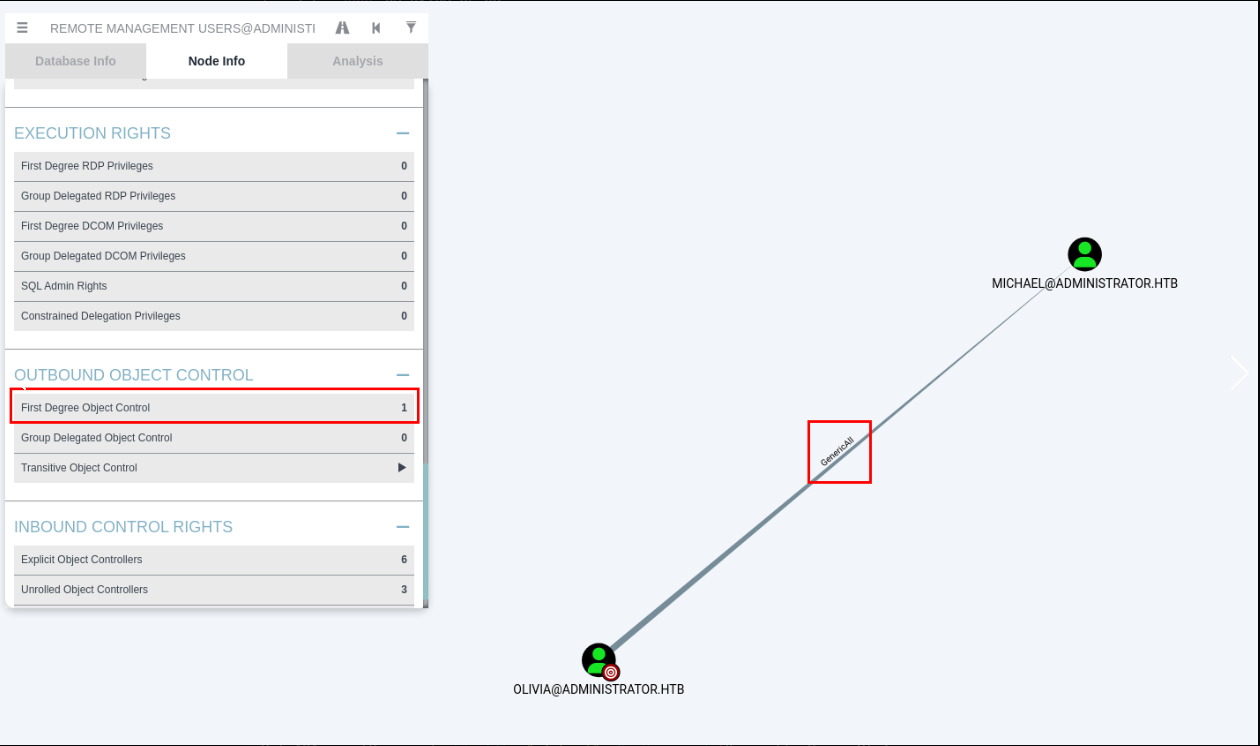 REMOTE MANAGEMENT USERS@ADMINISTI
Database Info
Node Info
Analysis
EXECUTION RIGHTS
First Degree RDP Privileges 0
Group Delegated RDP Privileges 0
First Degree DCOM Privileges 0
Group Delegated DCOM Privileges 0
SQL Admin Rights 0
Constrained Delegation Privileges 0
OUTBOUND OBJECT CONTROL
First Degree Object Control 1
Group Delegated Object Control 0
Transitive Object Control
INBOUND CONTROL RIGHTS
Explicit Object Controllers 6
Unrolled Object Controllers 3
MICHAEL@ADMINISTRATOR.HTB
GenericAll
OLIVIA@ADMINISTRATOR.HTB